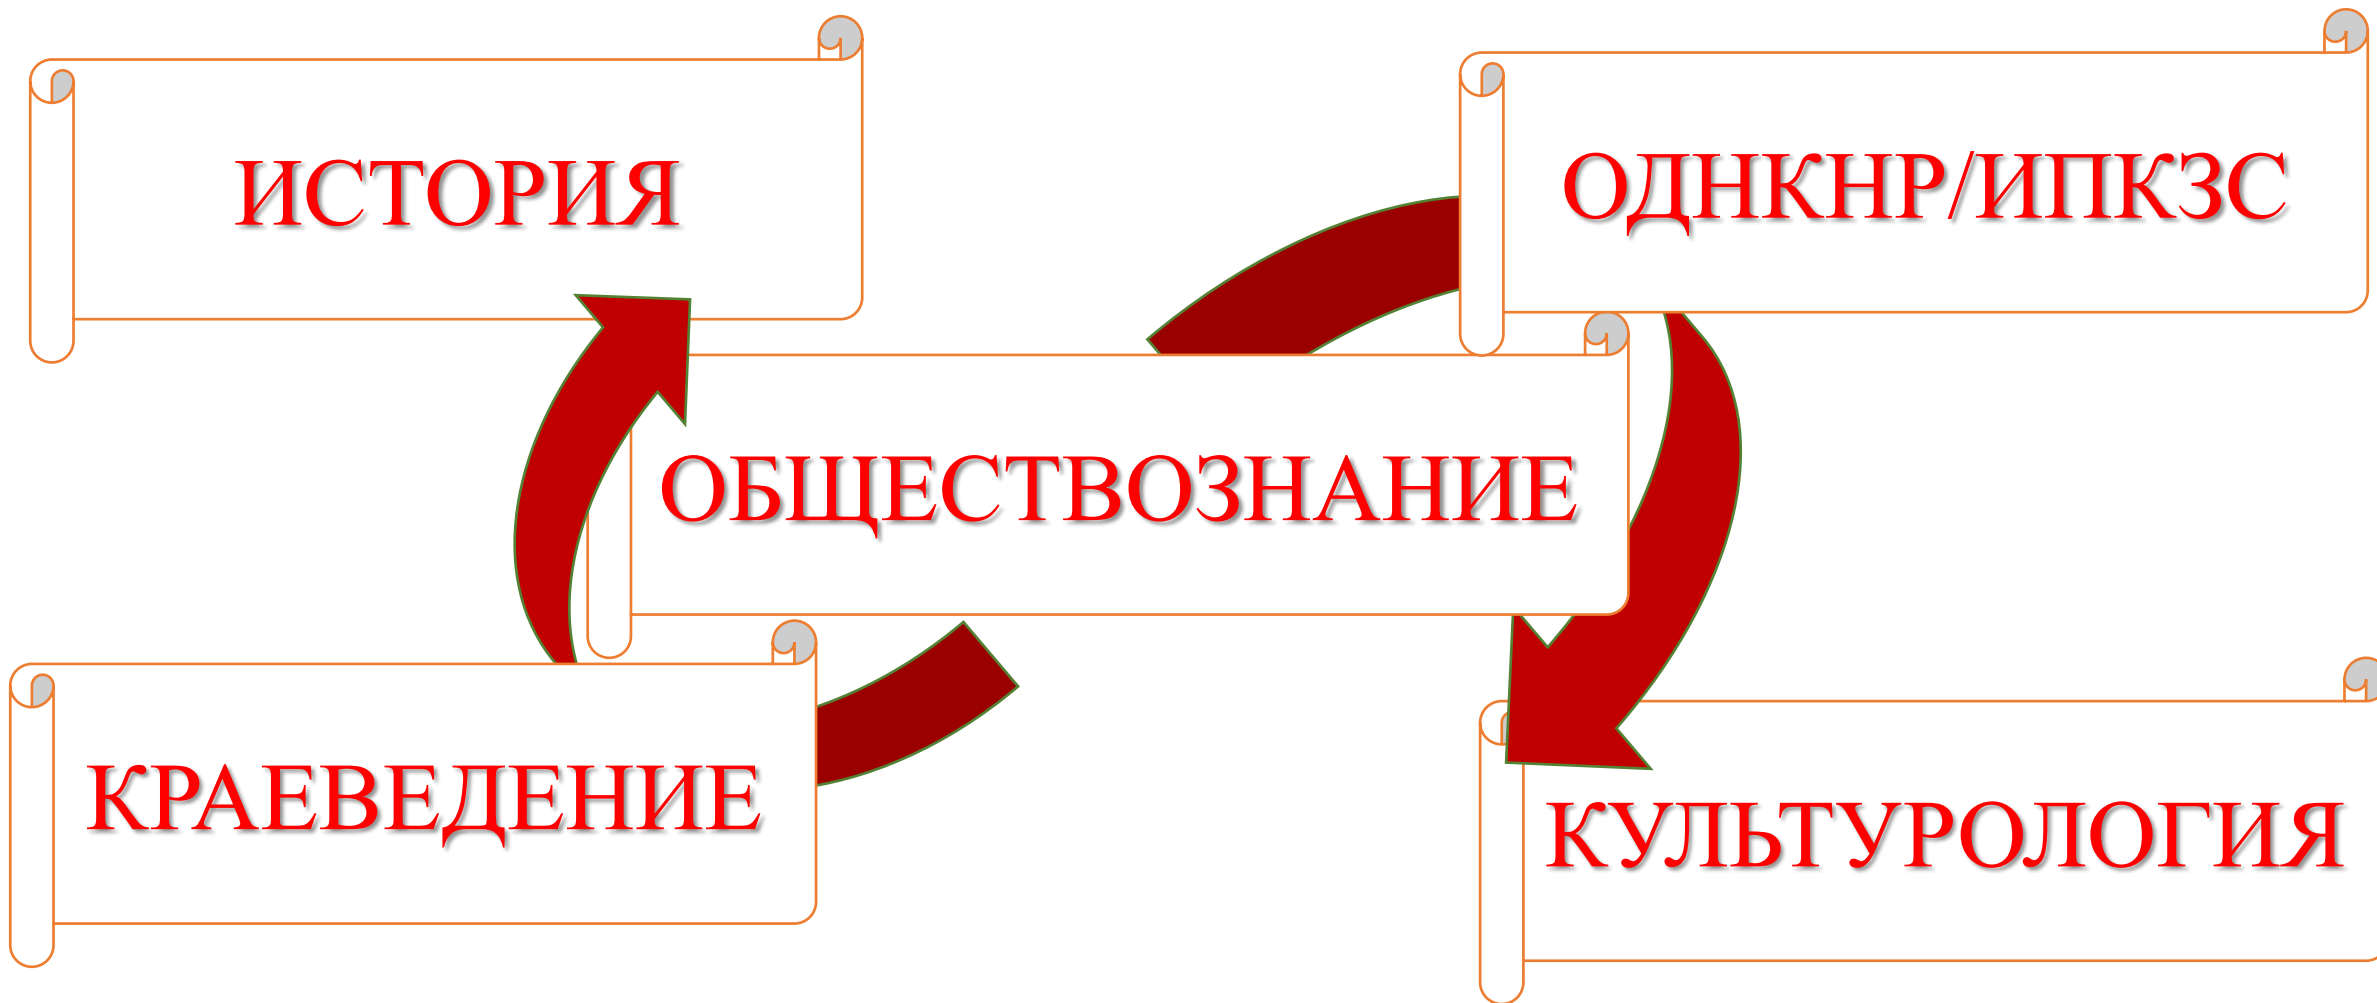 ИСТОРИЯ
ОДНКНР/ИПКЗС
ОБЩЕСТВОЗНАНИЕ
КРАЕВЕДЕНИЕ
КУЛЬТУРОЛОГИЯ